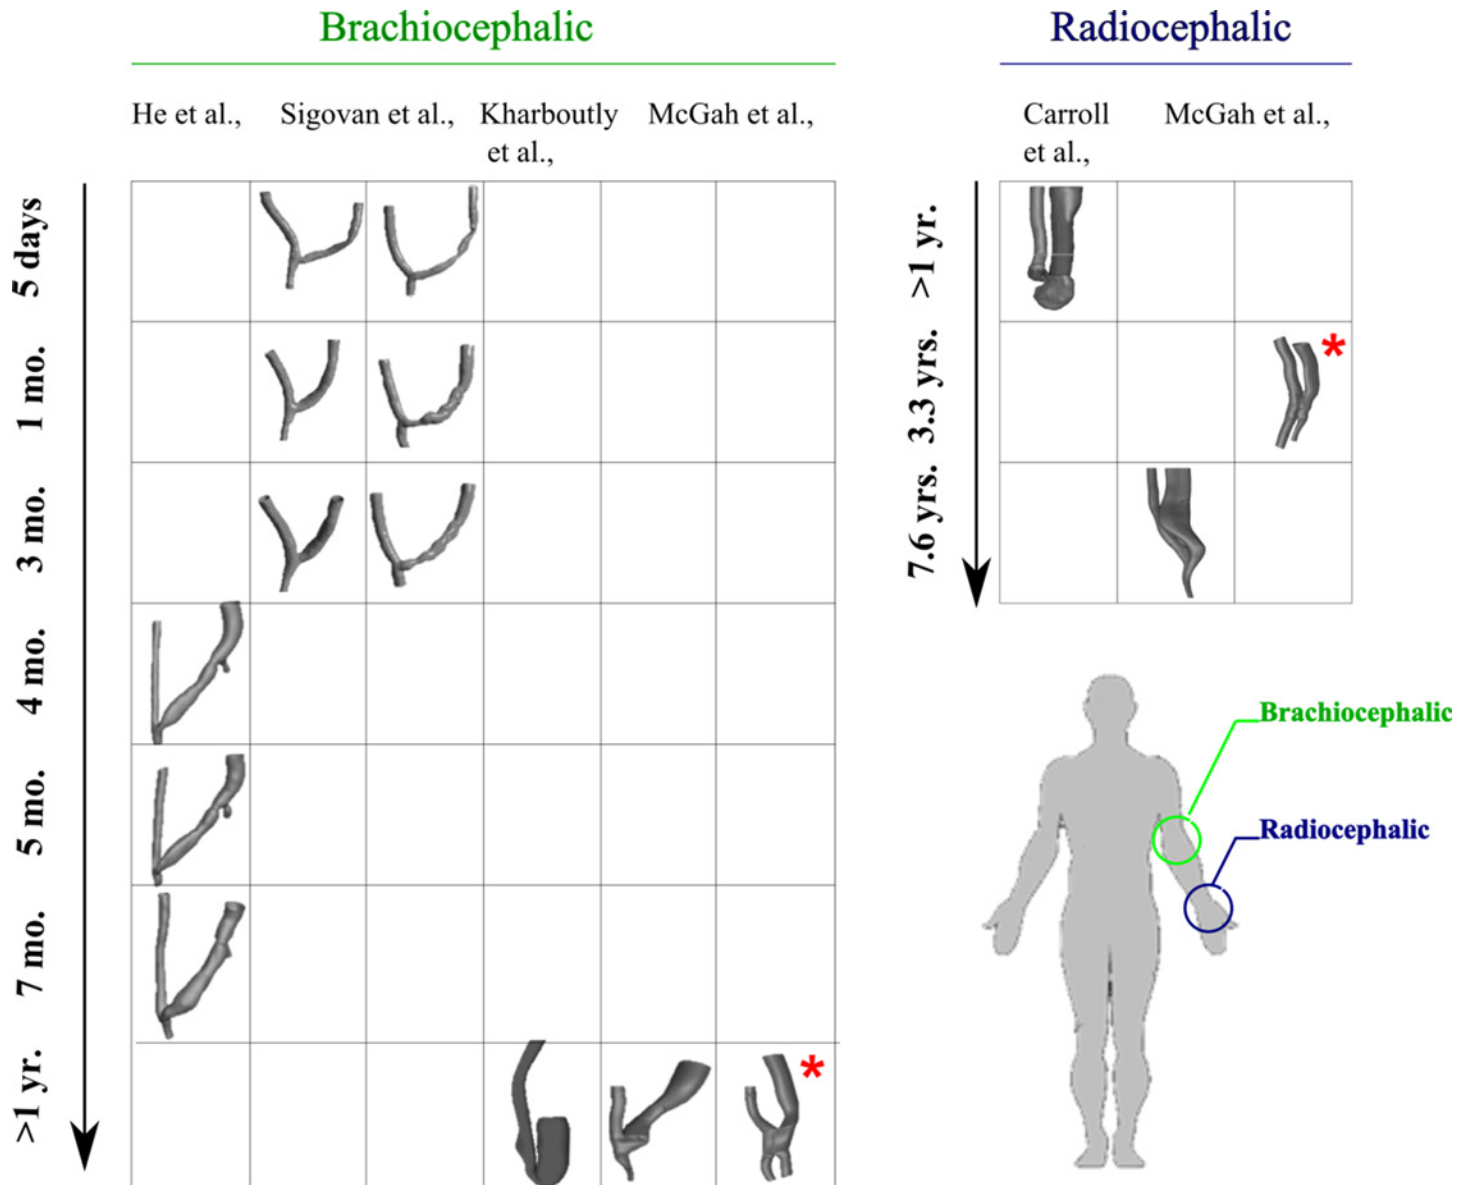 Brachiocephalic
Radiocephalic
He et al.,
Sigovan et al.,
Kharboutly
et al.,
McGah et al.,
Carroll
et al.,
McGah et al.,
5 days
1 mo.
3 mo.
4 mo.
5 mo.
7 mo.
>1 yr.
*
>1 yr.
3.3 yrs.
7.6 yrs.
*
Brachiocephalic
Radiocephalic